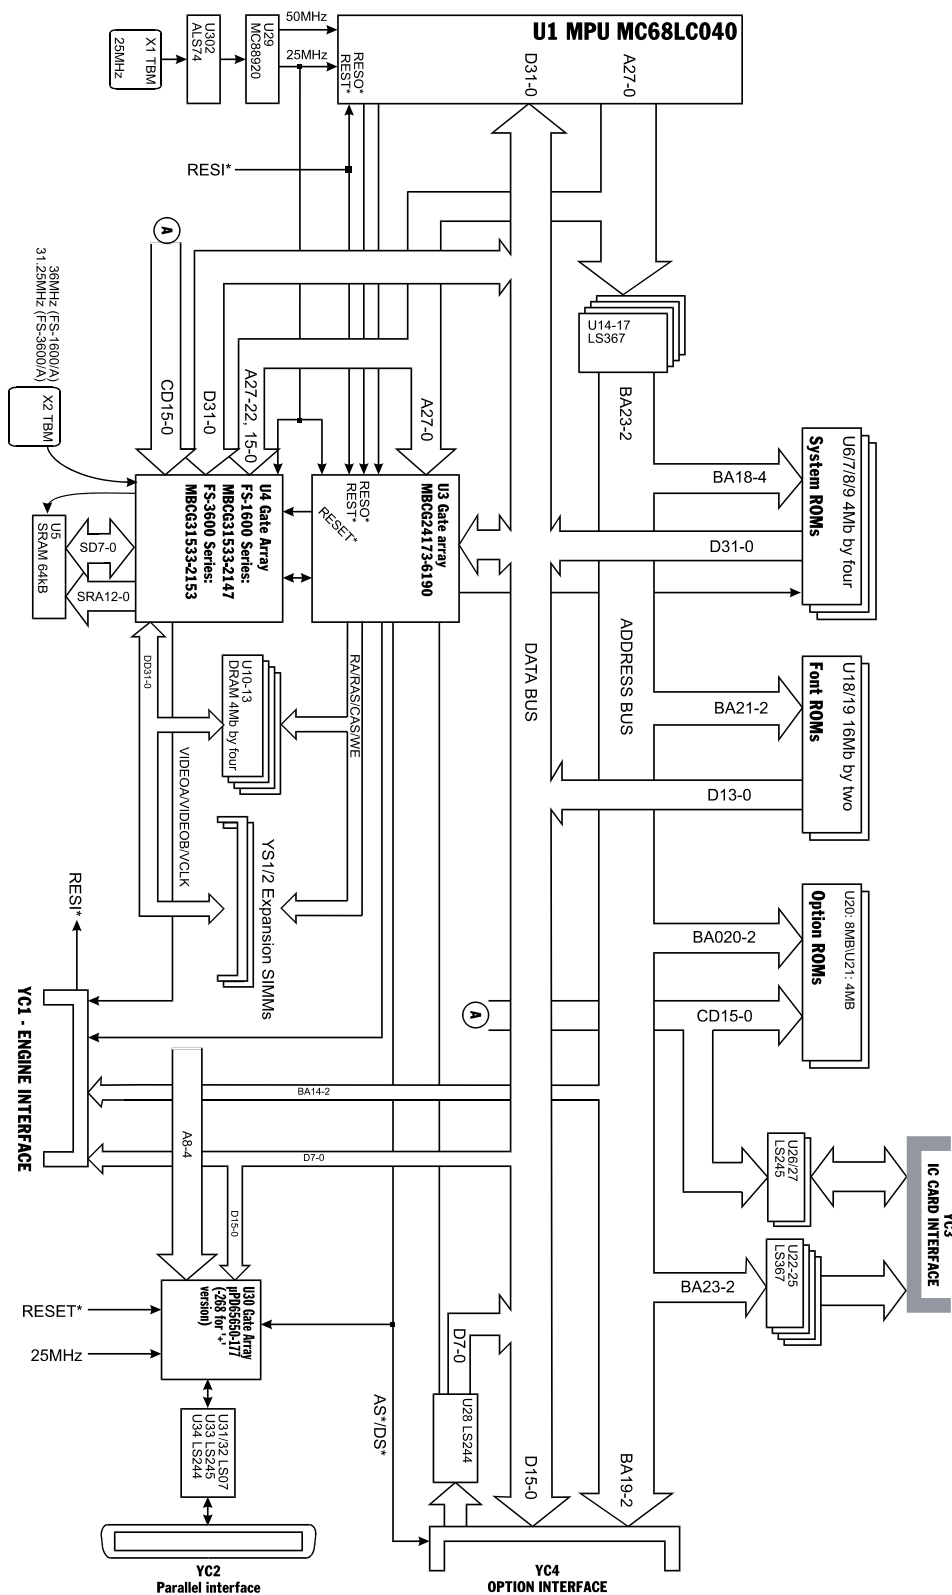 U1 MPU MC68LC040
50MHz
25MHz
RESO*
REST*
D31-0
A27-0
U29
MC88920
U302
ALS74
X1 TBM
25MHz
RESI*
A
36MHz (FS-1600/A)
31.25MHz (FS-3600/A)
X2 TBM
CD15-0
D31-0
A27-22, 15-0
A27-0
U14-17
LS367
BA23-2
U6/7/8/9 4Mb by four
System ROMs
BA18-4
D31-0
U3 Gate array
MBCG24173-6190
RESO*
REST*
RESET*
U4 Gate Array
FS-1600 Series:
MBCG31533-2147
FS-3600 Series:
MBCG31533-2153
U5
SRAM 64kB
SD7-0
SRA12-0
DATA BUS
ADDRESS BUS
U18/19 16Mb by two
Font ROMs
BA21-2
D13-0
DD31-0
U10-13
DRAM 4Mb by four
RA/RAS/CAS/WE
VIDEOA/VIDEOB/VCLK
YS1/2 Expansion SIMMs
U20: 8MB\U21: 4MB
Option ROMs
BA020-2
CD15-0
A
RESI*
YC1 - ENGINE INTERFACE
BA14-2
A8-4
D7-0
D15-0
U26/27
LS245
YC3
IC CARD INTERFACE
U22-25
LS367
BA23-2
U30 Gate Array
µPD65650-177
(-268 for '+'
version)
RESET*
25MHz
D7-0
U28 LS244
AS*/DS*
D15-0
BA19-2
U31/32 LS07
U33 LS245
U34 LS244
YC2
Parallel interface
YC4
OPTION INTERFACE